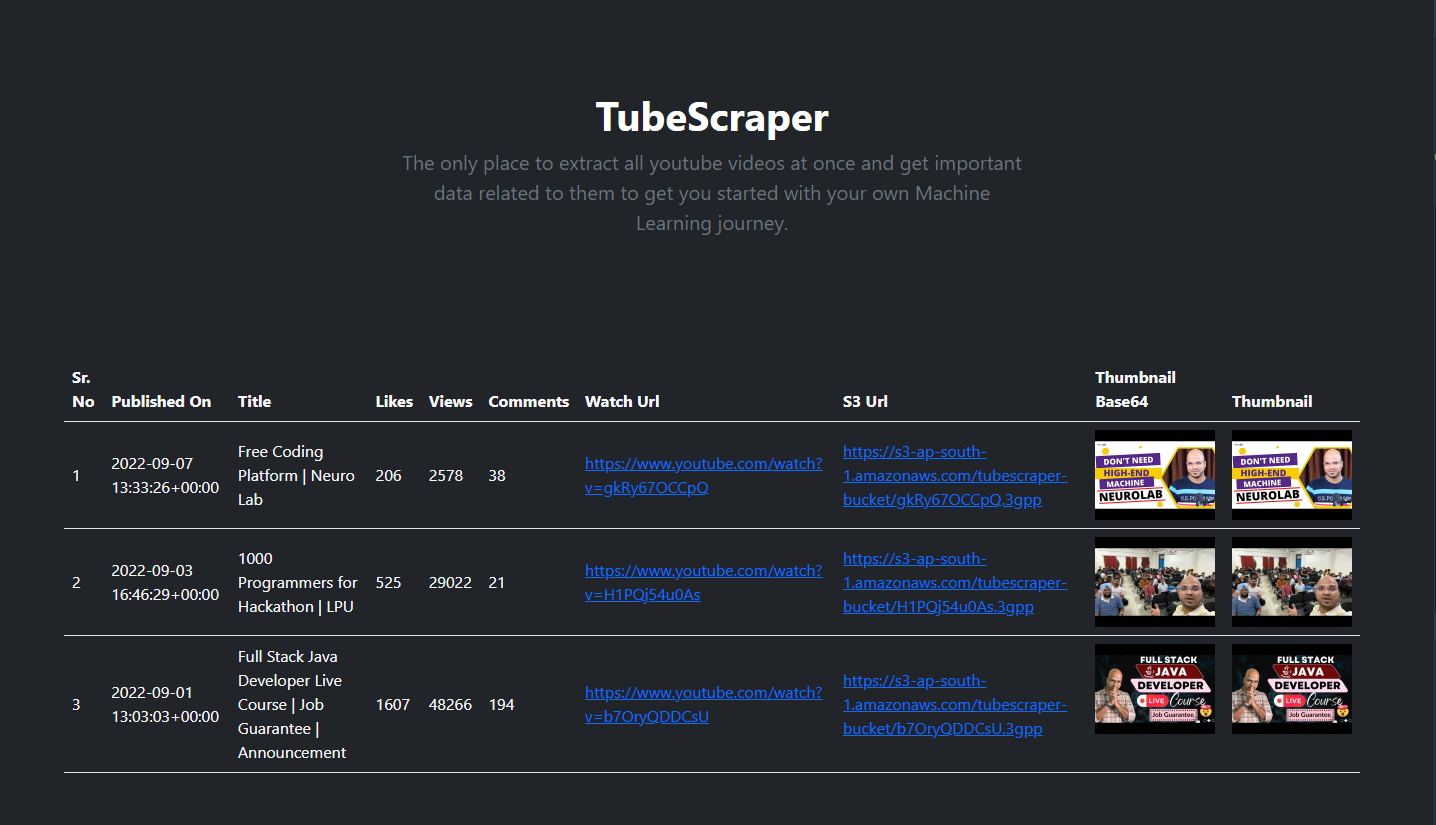 TubeScraper
The only place to extract all youtube videos at once and get important
data related to them to get you started with your own Machine
Learning journey.
Sr.
No
Published On
Title
Likes
Views
Comments
Watch Url
S3 Url
Thumbnail
Base64
Thumbnail
1
2022-09-07
13:33:26+00:00
Free Coding
Platform | Neuro
Lab
206
2578
38
https://www.youtube.com/watch?
v=gkRy67OCCpQ
https://s3-ap-south-
1.amazonaws.com/tubescraper-
bucket/gkRy67OCCpQ.3gpp
DON'T NEED
HIGH-END
MACHINE
NEUROLAB
DON'T NEED
HIGH-END
MACHINE
NEUROLAB
2
2022-09-03
16:46:29+00:00
1000
Programmers for
Hackathon | LPU
525
29022
21
https://www.youtube.com/watch?
v=H1PQj54u0As
https://s3-ap-south-
1.amazonaws.com/tubescraper-
bucket/H1PQj54u0As.3gpp
3
2022-09-01
13:03:03+00:00
Full Stack Java
Developer Live
Course | Job
Guarantee |
Announcement
1607
48266
194
https://www.youtube.com/watch?
v=b7OryQDDCsU
https://s3-ap-south-
1.amazonaws.com/tubescraper-
bucket/b7OryQDDCsU.3gpp
FULL STACK
JAVA
DEVELOPER
LIVE Course
Job Guarantee
FULL STACK
JAVA
DEVELOPER
LIVE Course
Job Guarantee